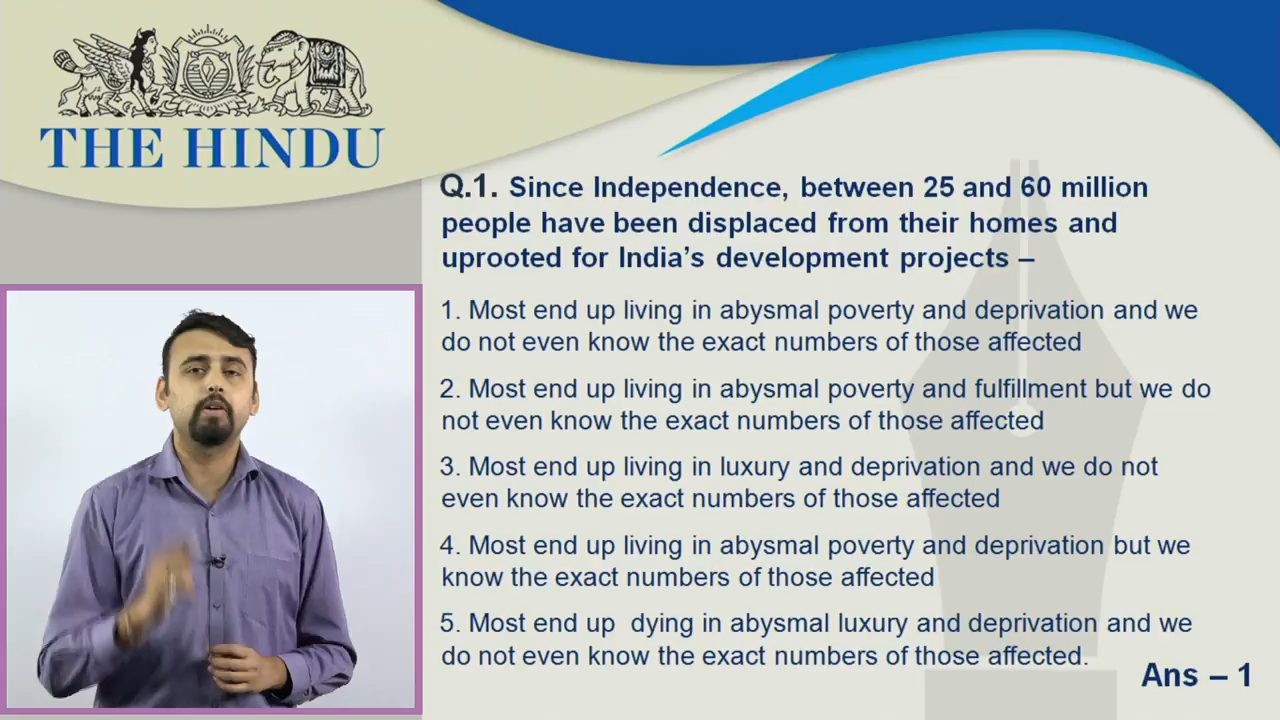 THE HINDU
Q.1. Since Independence, between 25 and 60 million
people have been displaced from their homes and
uprooted for India’s development projects –
1. Most end up living in abysmal poverty and deprivation and we
do not even know the exact numbers of those affected
2. Most end up living in abysmal poverty and fulfillment but we do
not even know the exact numbers of those affected
3. Most end up living in luxury and deprivation and we do not
even know the exact numbers of those affected
4. Most end up living in abysmal poverty and deprivation but we
know the exact numbers of those affected
5. Most end up dying in abysmal luxury and deprivation and we
do not even know the exact numbers of those affected.
Ans – 1